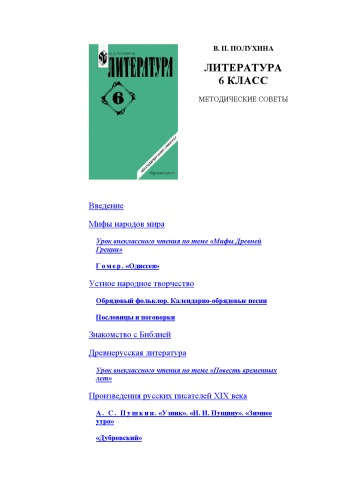 ЛИТЕРАТУРА
6
В. П. ПОЛУХИНА
ЛИТЕРАТУРА
6 КЛАСС
МЕТОДИЧЕСКИЕ СОВЕТЫ
Введение
Мифы народов мира
Урок внеклассного чтения по теме «Мифы Древней
Греции»
Гомер. «Одиссея»
Устное народное творчество
Обрядовый фольклор. Календарно-обрядовые песни
Пословицы и поговорки
Знакомство с Библией
Древнерусская литература
Урок внеклассного чтения по теме «Повесть временных
лет»
Произведения русских писателей XIX века
А. С. Пушкин. «Узник». «И. И. Пущину». «Зимнее
утро»
«Дубровский»